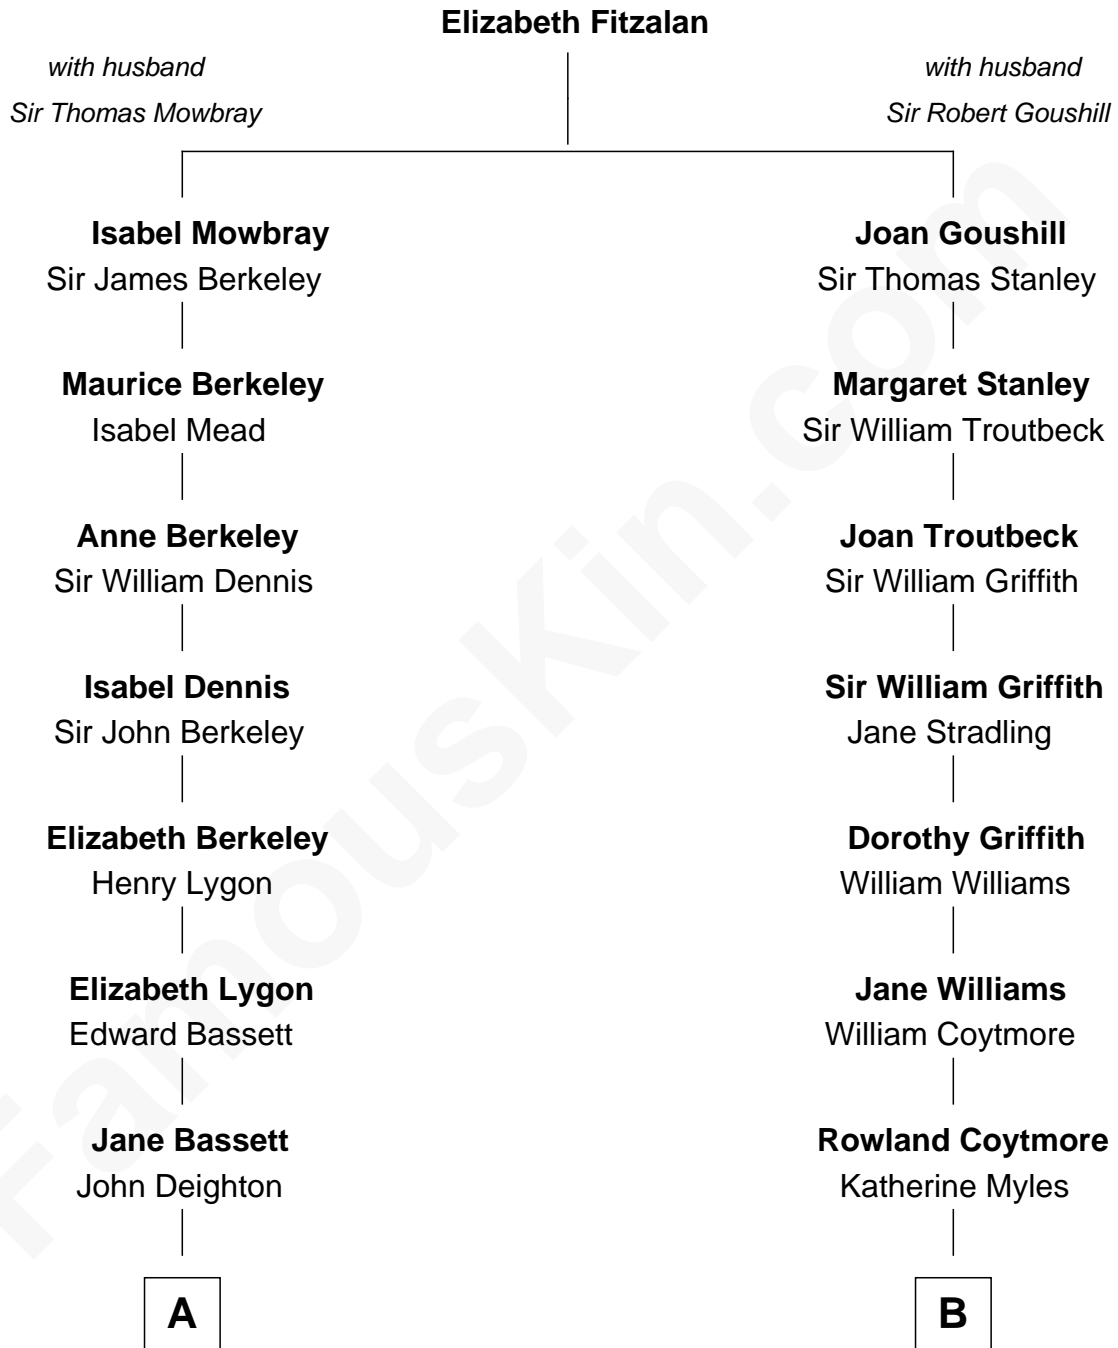 Elizabeth Fitzalan
with husband
Sir Thomas Mowbray
with husband
Sir Robert Goushill
Isabel Mowbray
Sir James Berkeley
Joan Goushill
Sir Thomas Stanley
Maurice Berkeley
Isabel Mead
Margaret Stanley
Sir William Troutbeck
Anne Berkeley
Sir William Dennis
Joan Troutbeck
Sir William Griffith
Isabel Dennis
Sir John Berkeley
Sir William Griffith
Jane Stradling
Elizabeth Berkeley
Henry Lygon
Dorothy Griffith
William Williams
Elizabeth Lygon
Edward Bassett
Jane Williams
William Coytmore
Jane Bassett
John Deighton
Rowland Coytmore
Katherine Myles
A
B
FamousKin.com